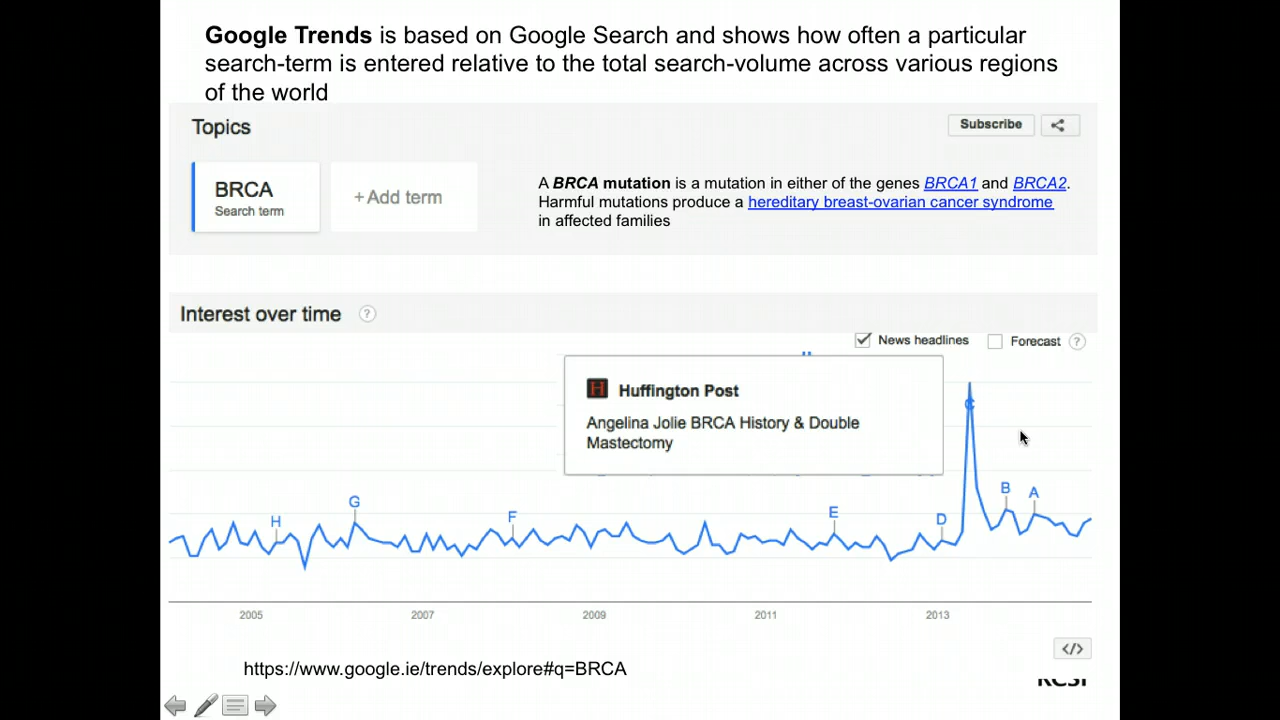 Google Trends is based on Google Search and shows how often a particular
search-term is entered relative to the total search-volume across various regions
of the world
Topics
Subscribe
BRCA
Search term
+Add term
A BRCA mutation is a mutation in either of the genes BRCA1 and BRCA2.
Harmful mutations produce a hereditary breast-ovarian cancer syndrome
in affected families
Interest over time ?
News headlines
Forecast ?
H Huffington Post
Angelina Jolie BRCA History & Double
Mastectomy
C
B
A
G
H
F
E
D
2005 2007 2009 2011 2013
</>
https://www.google.ie/trends/explore#q=BRCA